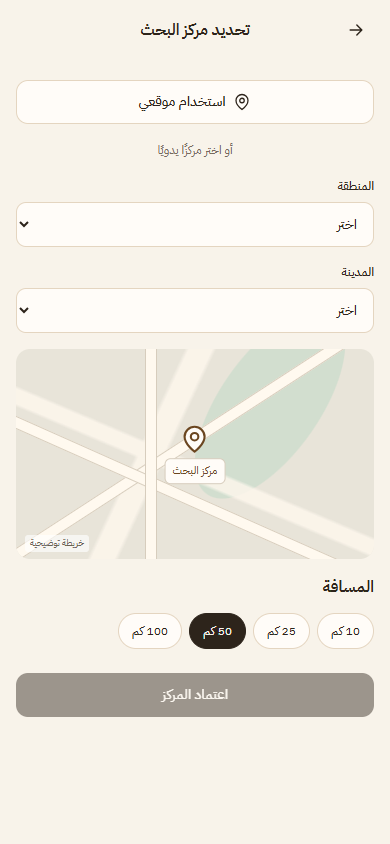 تحديد مركز البحث
استخدام موقعي
أو اختر مركزًا يدويًا
المنطقة
اختر
المدينة
اختر
مركز البحث
خريطة توضيحية
المسافة
10 كم
25 كم
50 كم
100 كم
اعتماد المركز